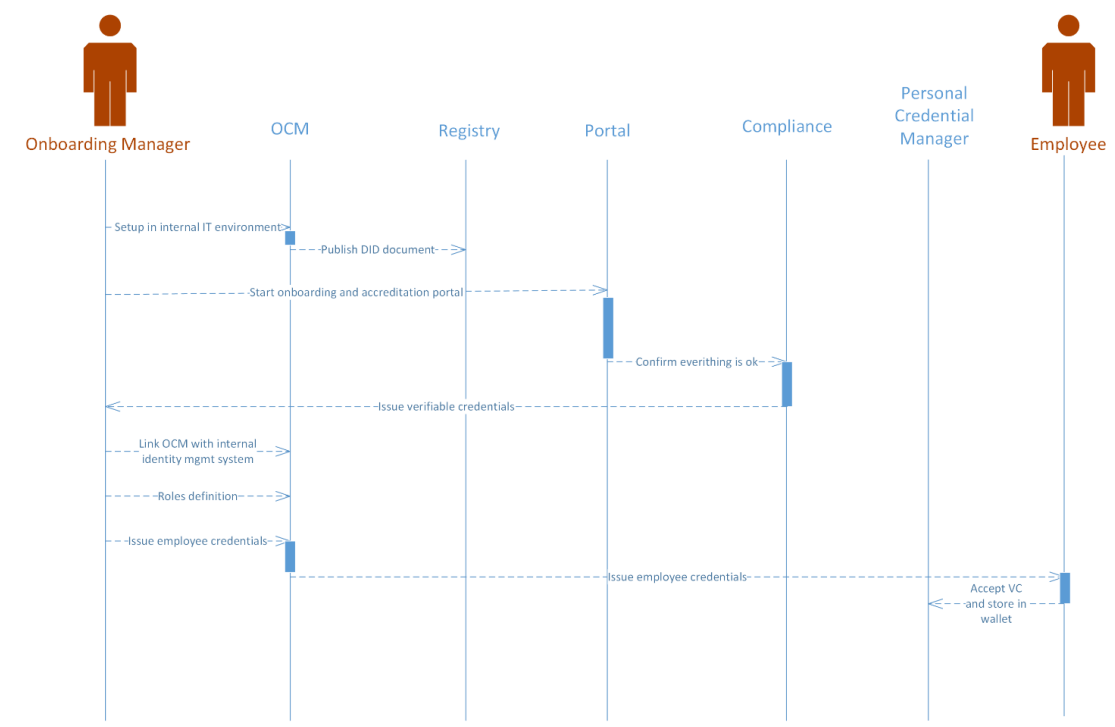 Personal
Credential
Manager
OCM
Registry
Portal
Compliance
Onboarding Manager
Employee
Setup in internal IT environment
Publish DID document
Start onboarding and accreditation portal
Confirm everithing is ok
Issue verifiable credentials
Link OCM with internal
identity mgmt system
Roles definition
Issue employee credentials
Issue employee credentials
Accept VC
and store in
wallet